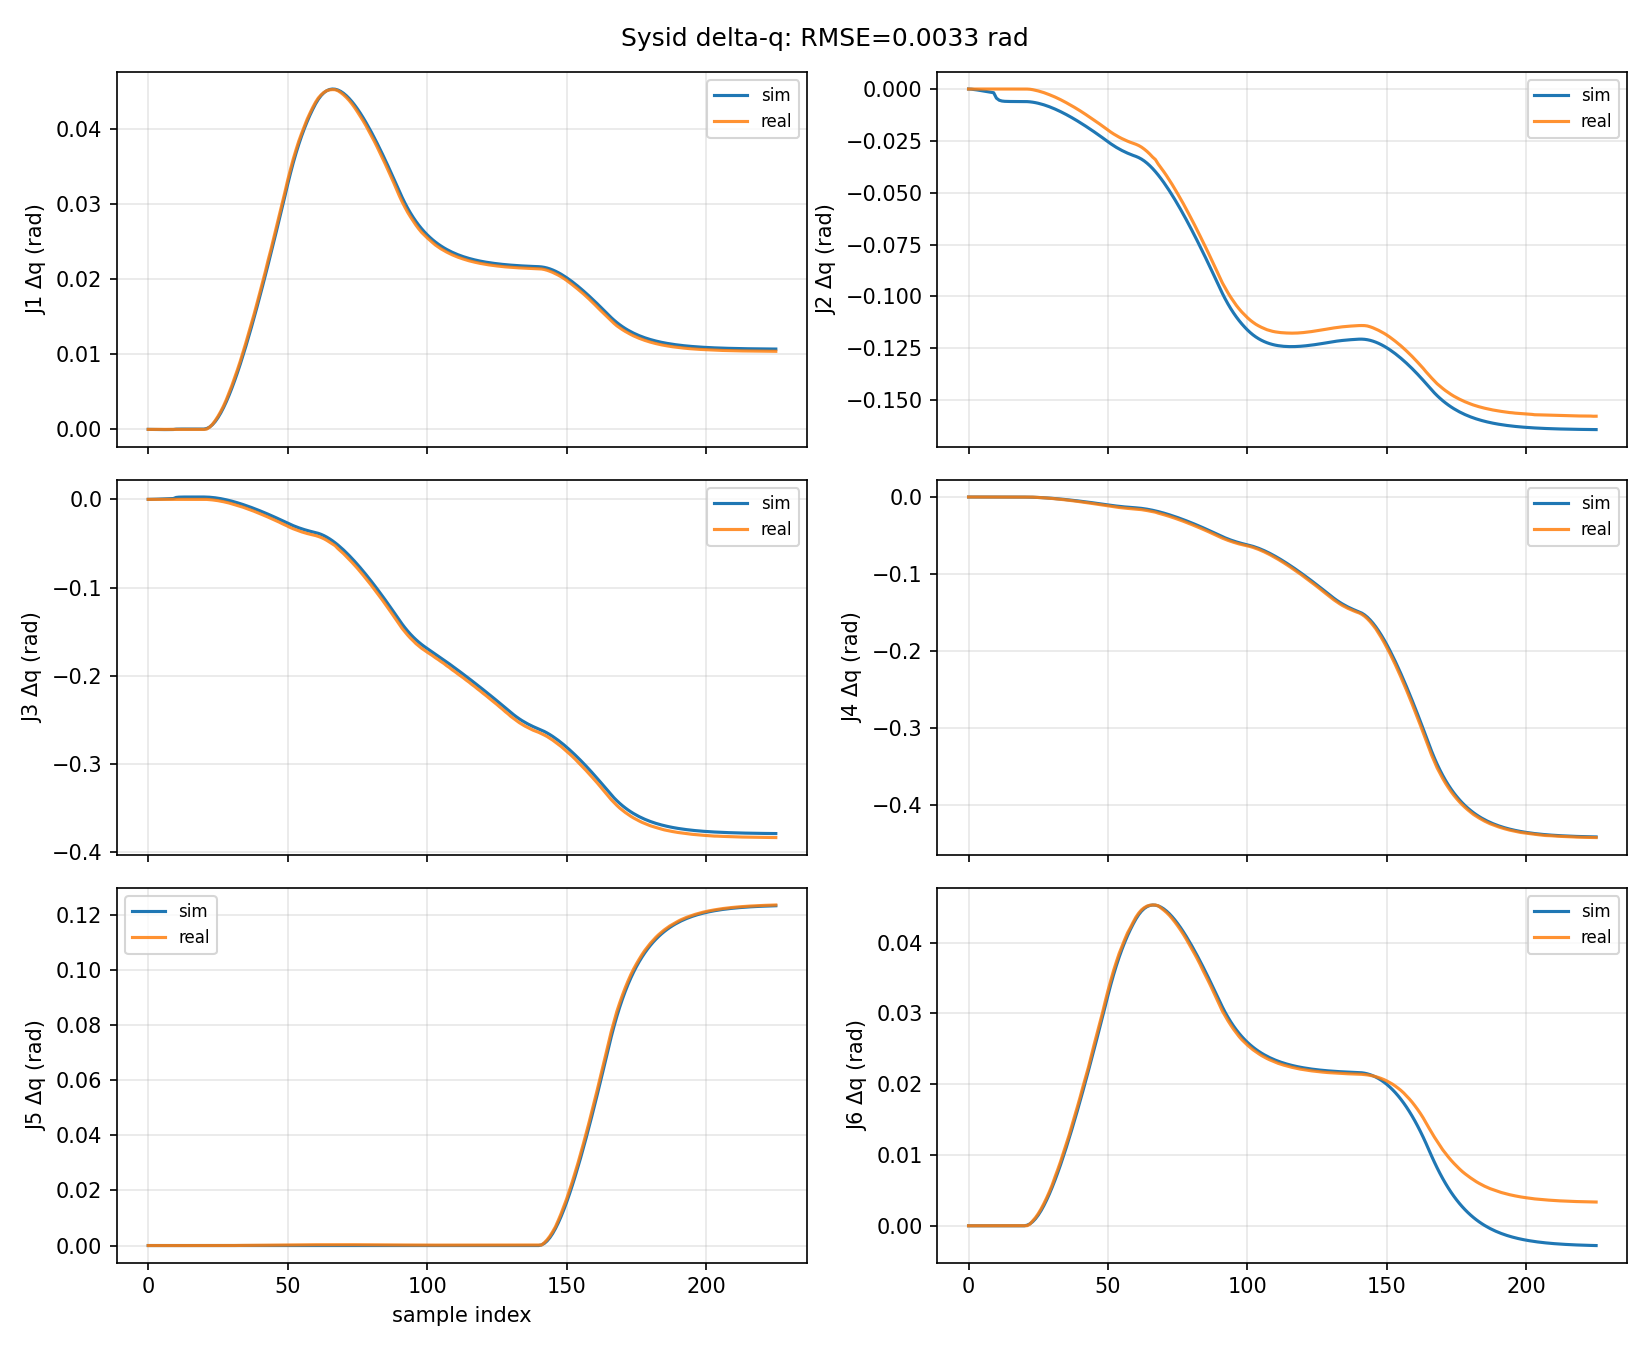 Sysid delta-q: RMSE=0.0033 rad
J1 Δq (rad)
0.04
0.03
0.02
0.01
0.00
sim
real
J2 Δq (rad)
0.000
−0.025
−0.050
−0.075
−0.100
−0.125
−0.150
sim
real
J3 Δq (rad)
0.0
−0.1
−0.2
−0.3
−0.4
sim
real
J4 Δq (rad)
0.0
−0.1
−0.2
−0.3
−0.4
sim
real
J5 Δq (rad)
0.12
0.10
0.08
0.06
0.04
0.02
0.00
sim
real
0 50 100 150 200
sample index
J6 Δq (rad)
0.04
0.03
0.02
0.01
0.00
sim
real
0 50 100 150 200